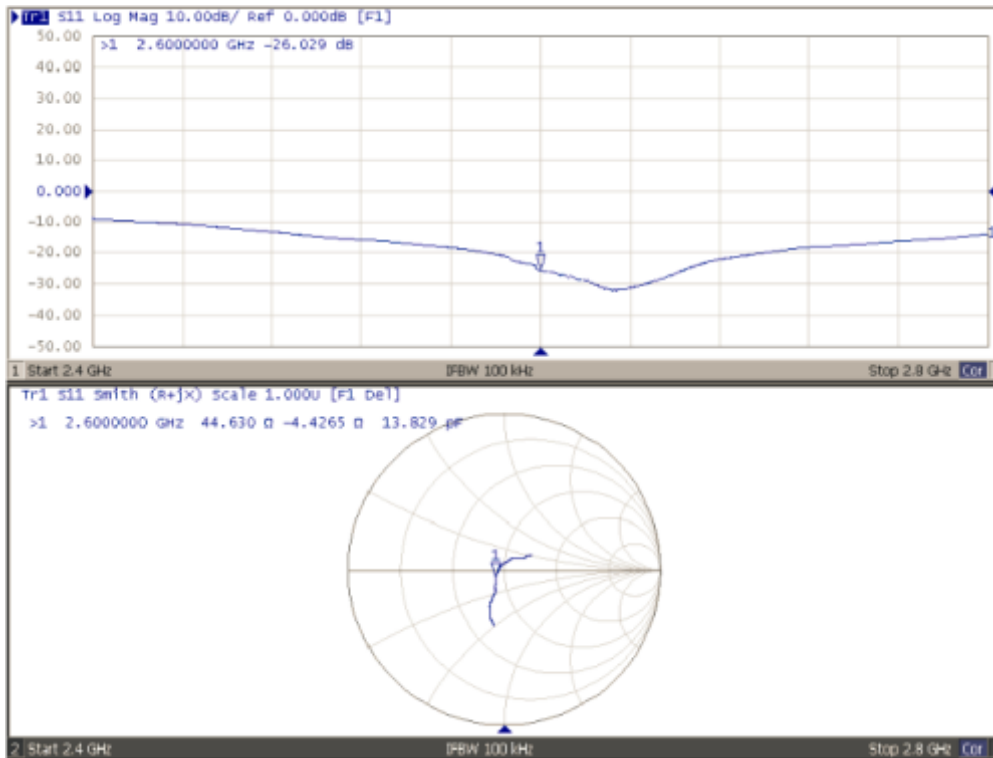 Tr1 S11 Log Mag 10.00dB/ Ref 0.000dB [F1]
50.00
>1 2.6000000 GHz -26.029 dB
40.00
30.00
20.00
10.00
0.000
-10.00
1
1
-20.00
-30.00
-40.00
-50.00
1 Start 2.4 GHz IFBW 100 kHz Stop 2.8 GHz Cor
Tr1 S11 Smith (R+jX) Scale 1.000U [F1 Del]
>1 2.6000000 GHz 44.630 Ω -4.4265 Ω 13.829 pF
1
2 Start 2.4 GHz IFBW 100 kHz Stop 2.8 GHz Cor